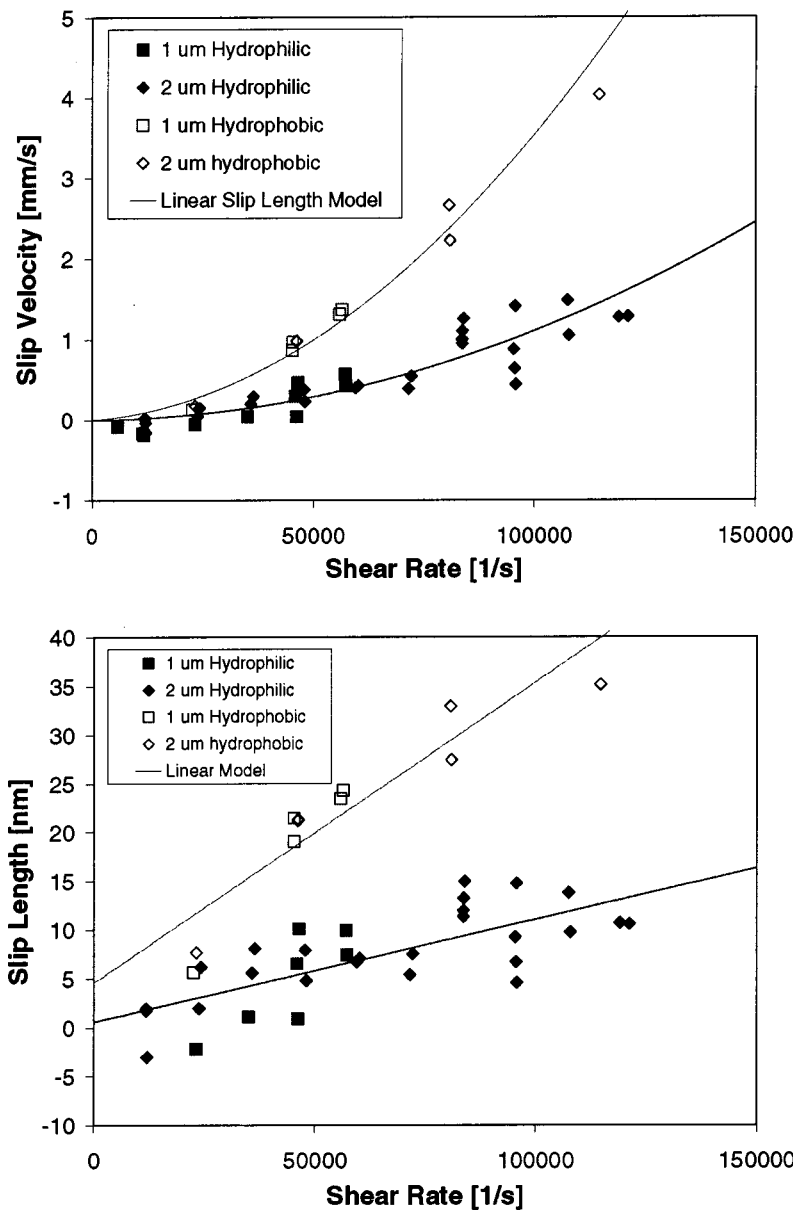 5
4
3
2
1
0
-1
Slip Velocity [mm/s]
1 um Hydrophilic
2 um Hydrophilic
1 um Hydrophobic
2 um hydrophobic
Linear Slip Length Model
0
50000
100000
150000
Shear Rate [1/s]
40
35
30
25
20
15
10
5
0
-5
-10
Slip Length [nm]
1 um Hydrophilic
2 um Hydrophilic
1 um Hydrophobic
2 um hydrophobic
Linear Model
0
50000
100000
150000
Shear Rate [1/s]